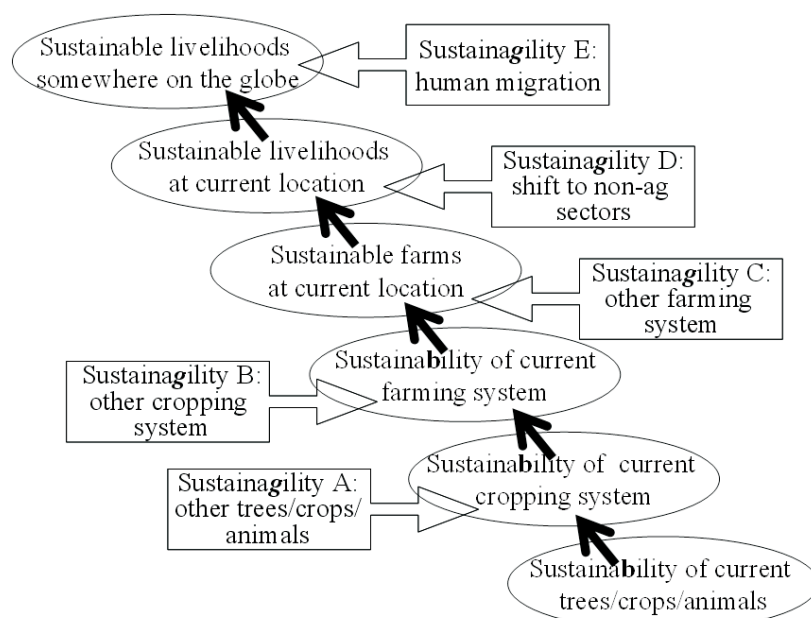 Sustainable livelihoods
somewhere on the globe
Sustainagility E:
human migration
Sustainable livelihoods
at current location
Sustainagility D:
shift to non-ag
sectors
Sustainable farms
at current location
Sustainagility C:
other farming
system
Sustainability of current
farming system
Sustainagility B:
other cropping
system
Sustainability of current
cropping system
Sustainagility A:
other trees/crops/
animals
Sustainability of current
trees/crops/animals